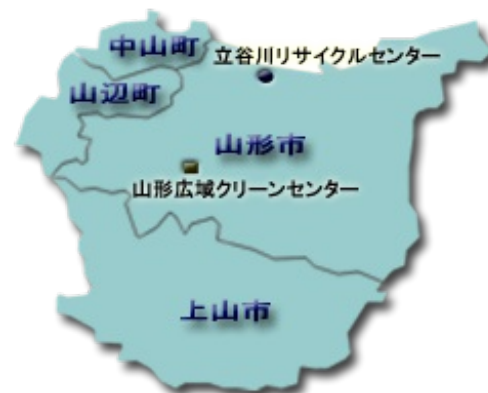 中山町
立谷川リサイクルセンター
山辺町
山形市
山形広域クリーンセンター
上山市